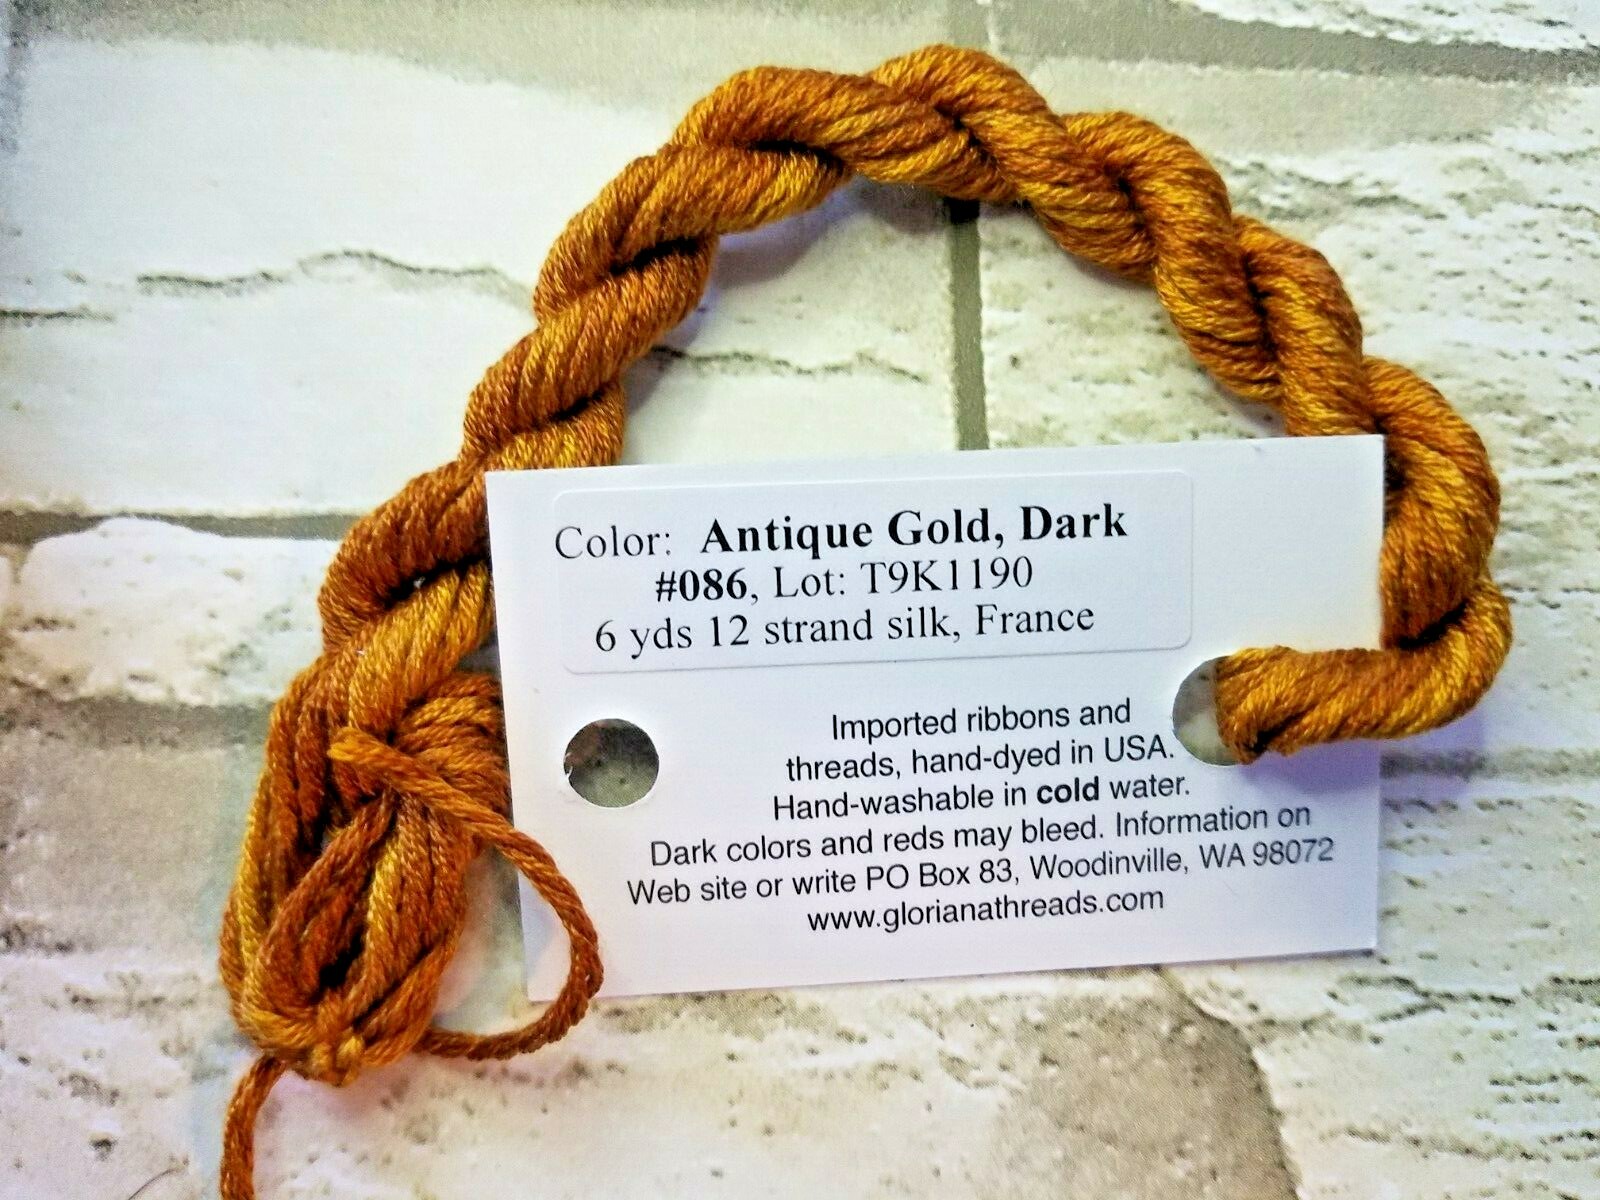 Color: Antique Gold, Dark
#086, Lot: T9K1190
6 yds 12 strand silk, France
Imported ribbons and
threads, hand-dyed in USA.
Hand-washable in cold water.
Dark colors and reds may bleed. Information on
Web site or write PO Box 83, Woodinville, WA 98072
www.glorianathreads.com